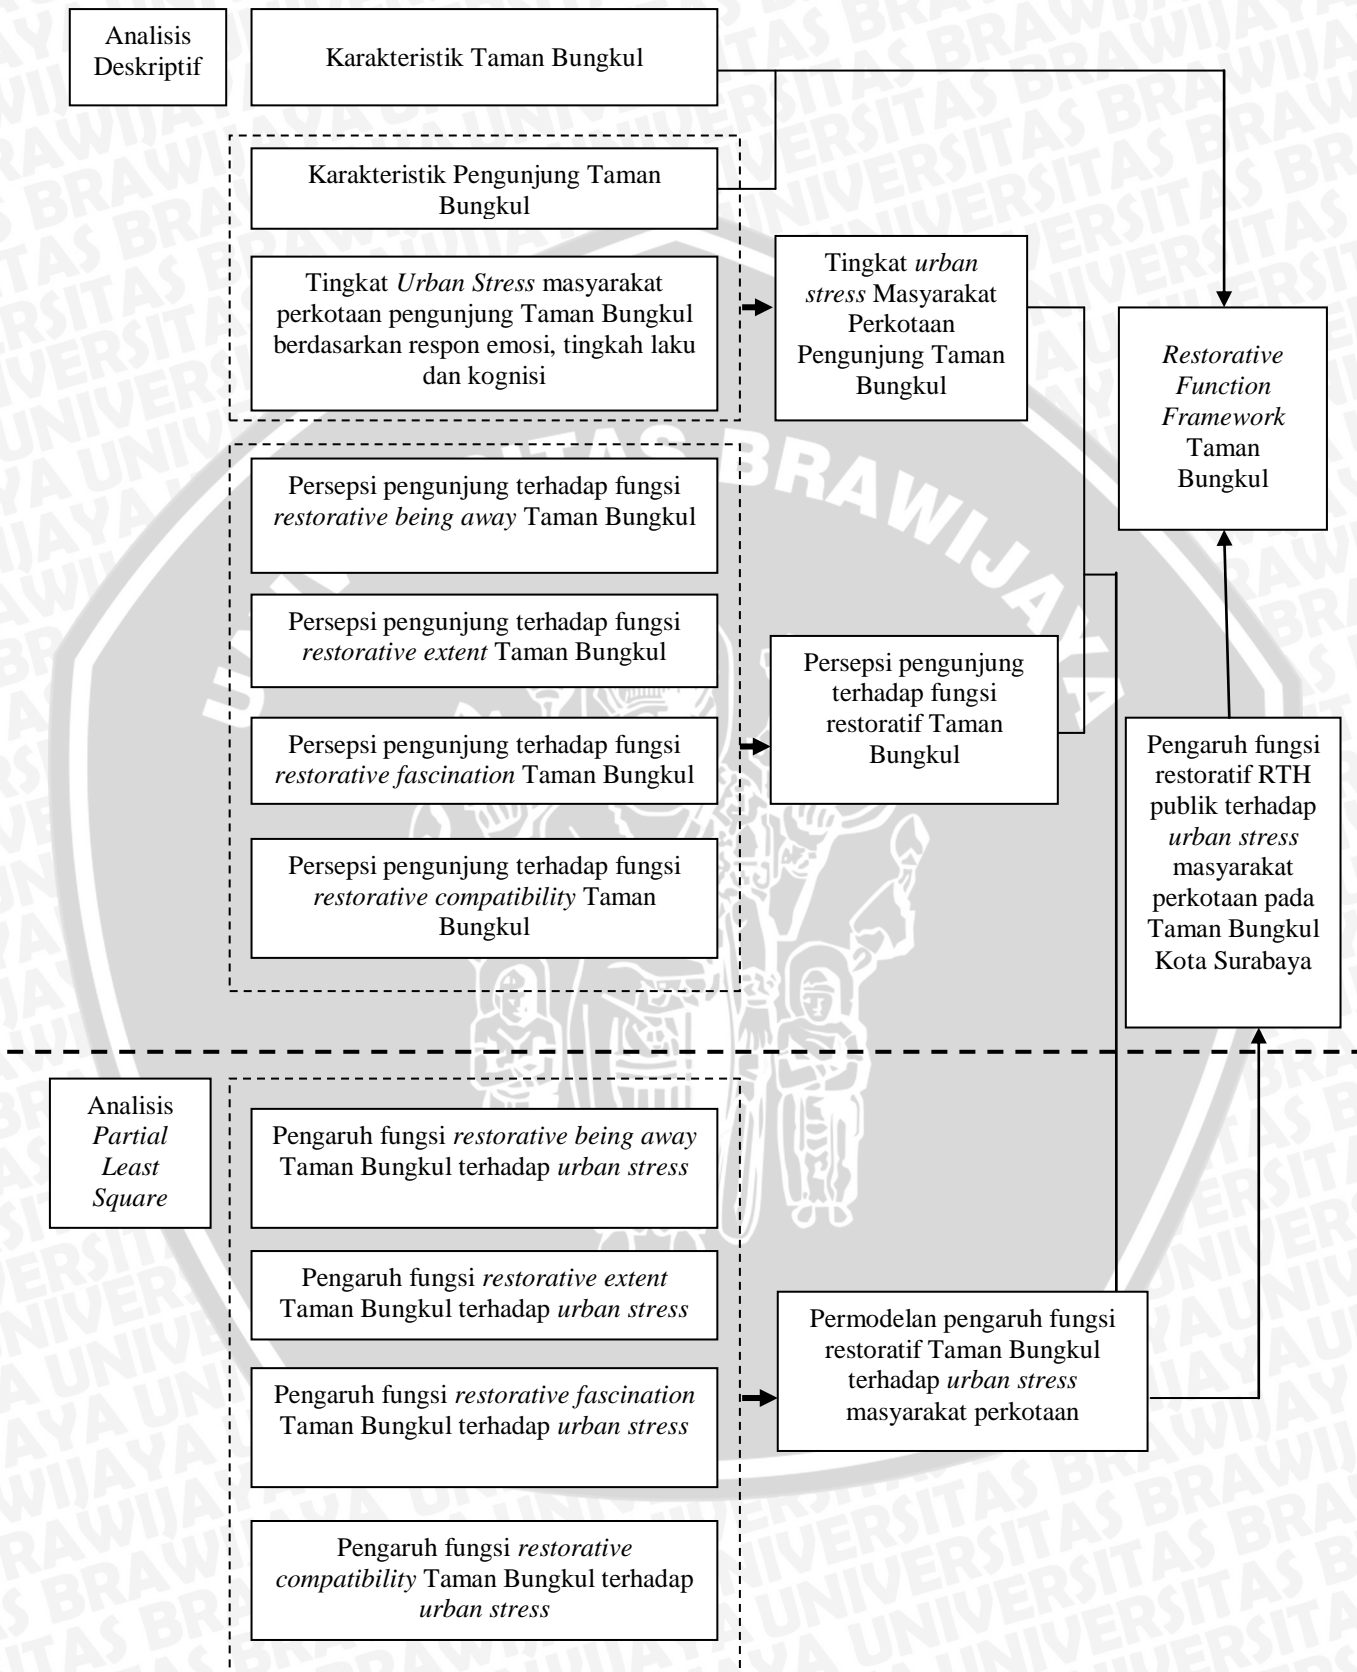 Analisis
Deskriptif
Karakteristik Taman Bungkul
Karakteristik Pengunjung Taman
Bungkul
Tingkat Urban Stress masyarakat
perkotaan pengunjung Taman Bungkul
berdasarkan respon emosi, tingkah laku
dan kognisi
Tingkat urban
stress Masyarakat
Perkotaan
Pengunjung Taman
Bungkul
Restorative
Function
Framework
Taman
Bungkul
Persepsi pengunjung terhadap fungsi
restorative being away Taman Bungkul
Persepsi pengunjung terhadap fungsi
restorative extent Taman Bungkul
Persepsi pengunjung terhadap fungsi
restorative fascination Taman Bungkul
Persepsi pengunjung terhadap fungsi
restorative compatibility Taman
Bungkul
Persepsi pengunjung
terhadap fungsi
restoratif Taman
Bungkul
Pengaruh fungsi
restoratif RTH
publik terhadap
urban stress
masyarakat
perkotaan pada
Taman Bungkul
Kota Surabaya
Analisis
Partial
Least
Square
Pengaruh fungsi restorative being away
Taman Bungkul terhadap urban stress
Pengaruh fungsi restorative extent
Taman Bungkul terhadap urban stress
Pengaruh fungsi restorative fascination
Taman Bungkul terhadap urban stress
Pengaruh fungsi restorative
compatibility Taman Bungkul terhadap
urban stress
Permodelan pengaruh fungsi
restoratif Taman Bungkul
terhadap urban stress
masyarakat perkotaan